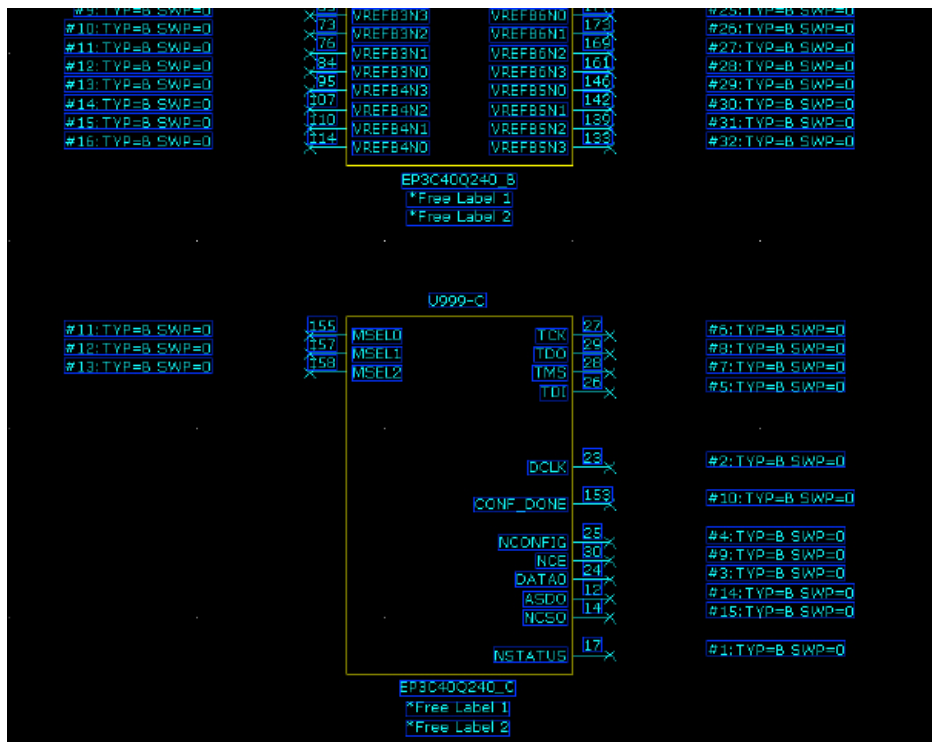 #9:TYP=B SWP=0 VREFB3N3 VREFB6N0 #25:TYP=B SWP=0
#10:TYP=B SWP=0 73 VREFB3N2 VREFB6N1 173 #26:TYP=B SWP=0
#11:TYP=B SWP=0 76 VREFB3N1 VREFB6N2 169 #27:TYP=B SWP=0
#12:TYP=B SWP=0 84 VREFB3N0 VREFB6N3 161 #28:TYP=B SWP=0
#13:TYP=B SWP=0 95 VREFB4N3 VREFB5N0 146 #29:TYP=B SWP=0
#14:TYP=B SWP=0 107 VREFB4N2 VREFB5N1 142 #30:TYP=B SWP=0
#15:TYP=B SWP=0 110 VREFB4N1 VREFB5N2 139 #31:TYP=B SWP=0
#16:TYP=B SWP=0 114 VREFB4N0 VREFB5N3 133 #32:TYP=B SWP=0
EP3C40Q240_B
*Free Label 1
*Free Label 2
U999-C
#11:TYP=B SWP=0 155 MSEL0 TCK 27 #6:TYP=B SWP=0
#12:TYP=B SWP=0 157 MSEL1 TDO 29 #8:TYP=B SWP=0
#13:TYP=B SWP=0 158 MSEL2 TMS 28 #7:TYP=B SWP=0
TDI 26 #5:TYP=B SWP=0
DCLK 23 #2:TYP=B SWP=0
CONF_DONE 153 #10:TYP=B SWP=0
NCONFIG 25 #4:TYP=B SWP=0
NCE 30 #9:TYP=B SWP=0
DATA0 24 #3:TYP=B SWP=0
ASDO 12 #14:TYP=B SWP=0
NCSO 14 #15:TYP=B SWP=0
NSTATUS 17 #1:TYP=B SWP=0
EP3C40Q240_C
*Free Label 1
*Free Label 2